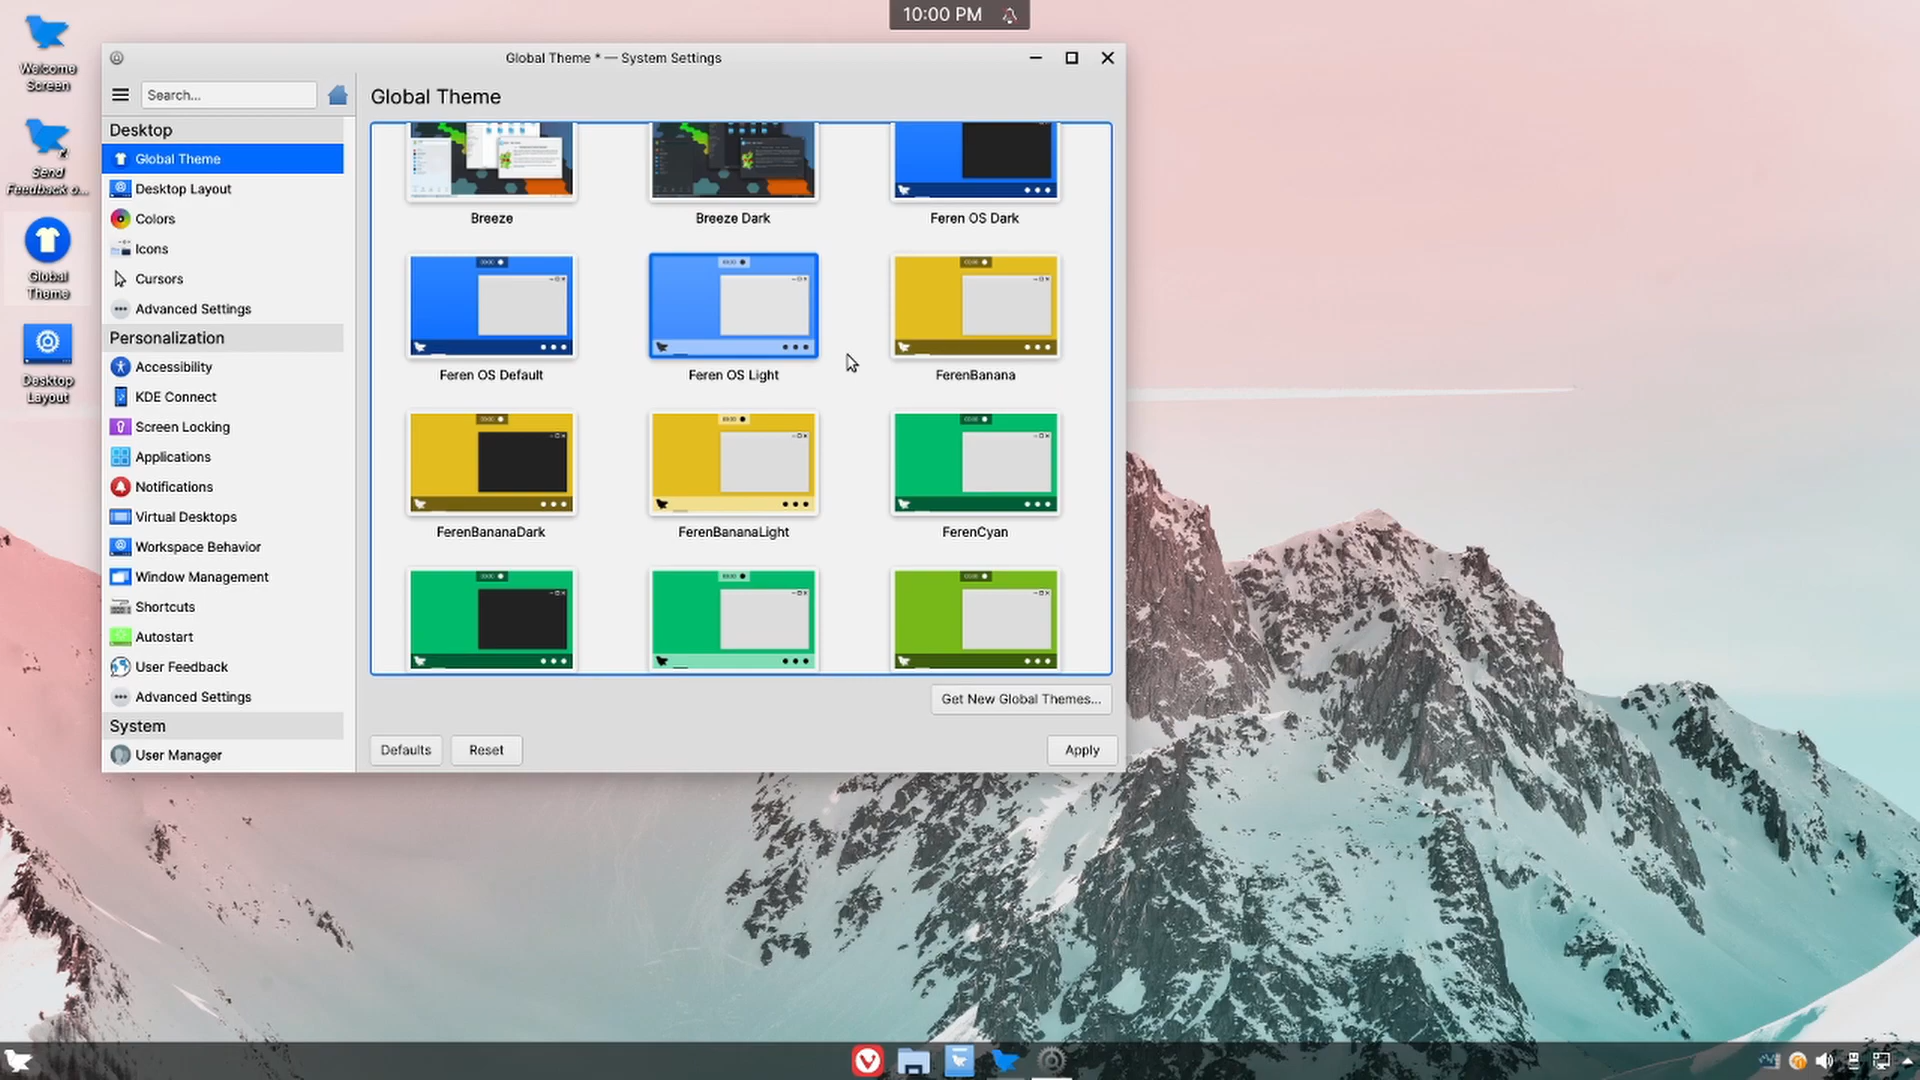 10:00 PM
Welcome
Screen
Send
Feedback o...
Global
Theme
Desktop
Layout
Global Theme * — System Settings
Search...
Global Theme
Desktop
Global Theme
Desktop Layout
Colors
Icons
Cursors
Advanced Settings
Personalization
Accessibility
KDE Connect
Screen Locking
Applications
Notifications
Virtual Desktops
Workspace Behavior
Window Management
Shortcuts
Autostart
User Feedback
Advanced Settings
System
User Manager
Breeze
Breeze Dark
Feren OS Dark
Feren OS Default
Feren OS Light
FerenBanana
FerenBananaDark
FerenBananaLight
FerenCyan
Get New Global Themes...
Defaults
Reset
Apply